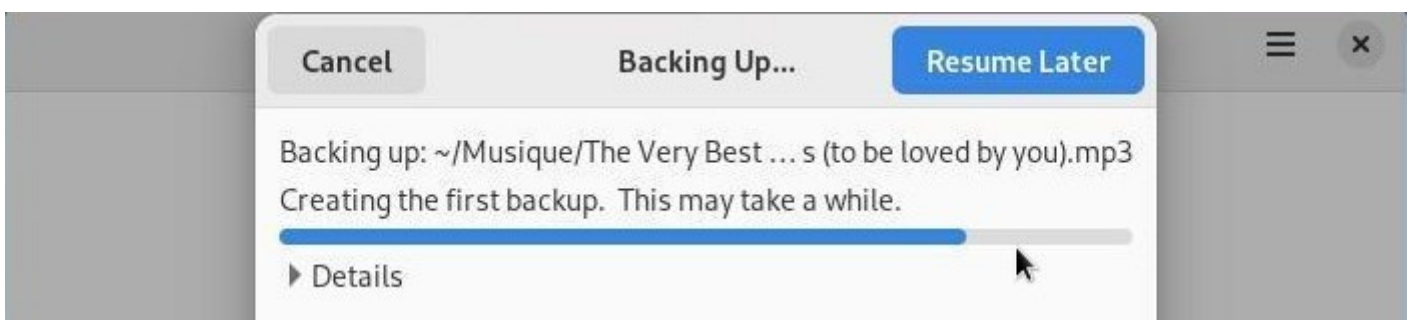 Cancel Backing Up... Resume Later
Backing up: ~/Musique/The Very Best ... s (to be loved by you).mp3
Creating the first backup.  This may take a while.
Details